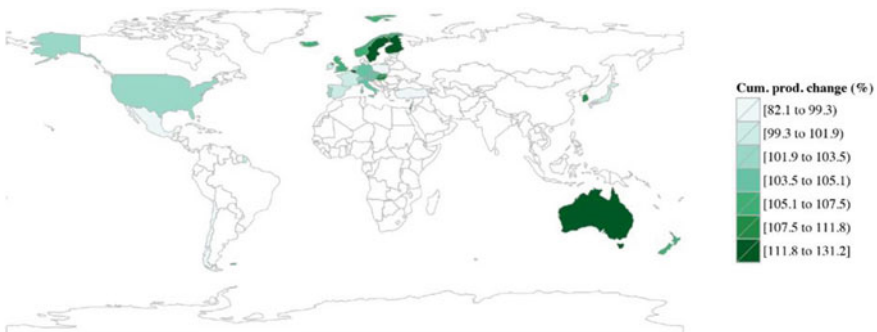 Cum. prod. change (%)
[82.1 to 99.3)
[99.3 to 101.9)
[101.9 to 103.5)
[103.5 to 105.1)
[105.1 to 107.5)
[107.5 to 111.8)
[111.8 to 131.2]